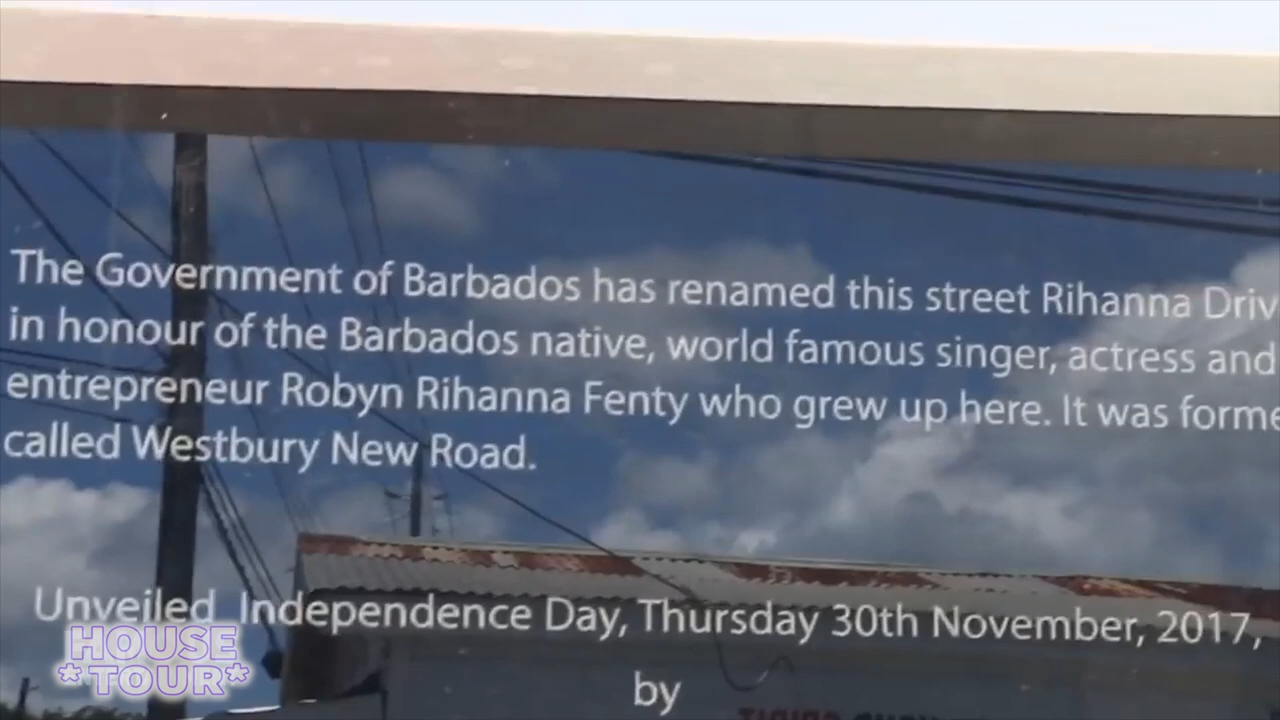 The Government of Barbados has renamed this street Rihanna Driv
in honour of the Barbados native, world famous singer, actress and
entrepreneur Robyn Rihanna Fenty who grew up here. It was forme
called Westbury New Road.
Unveiled Independence Day, Thursday 30th November, 2017,
by
HOUSE
*TOUR*